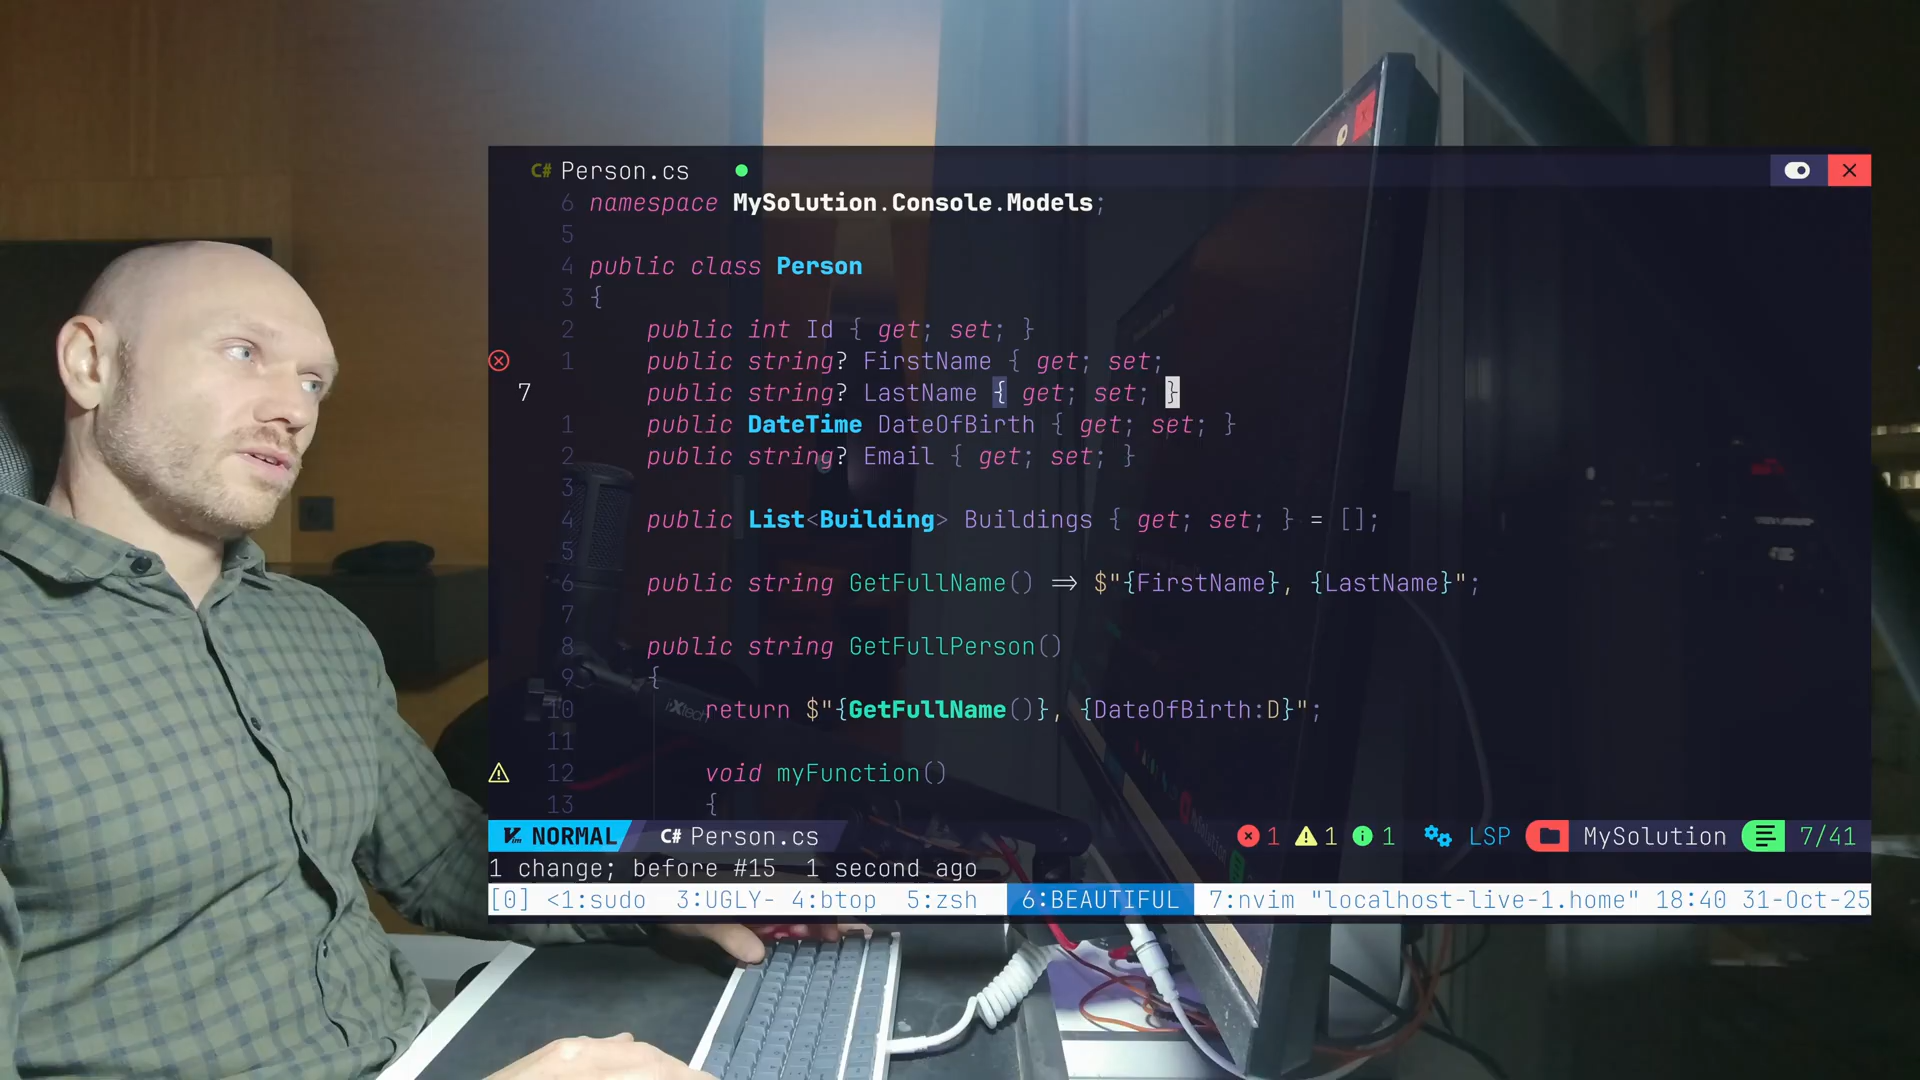 C# Person.cs
6 namespace MySolution.Console.Models;
5
4 public class Person
3 {
2 public int Id { get; set; }
1 public string? FirstName { get; set;
7 public string? LastName { get; set; }
1 public DateTime DateOfBirth { get; set; }
2 public string? Email { get; set; }
3
4 public List<Building> Buildings { get; set; } = [];
5
6 public string GetFullName() => $"{FirstName}, {LastName}";
7
8 public string GetFullPerson()
9 {
10 return $"{GetFullName()}, {DateOfBirth:D}";
11
12 void myFunction()
13 {
NORMAL C# Person.cs 1 1 1 LSP MySolution 7/41
1 change; before #15 1 second ago
[0] <1:sudo 3:UGLY- 4:btop 5:zsh 6:BEAUTIFUL 7:nvim "localhost-live-1.home" 18:40 31-Oct-25